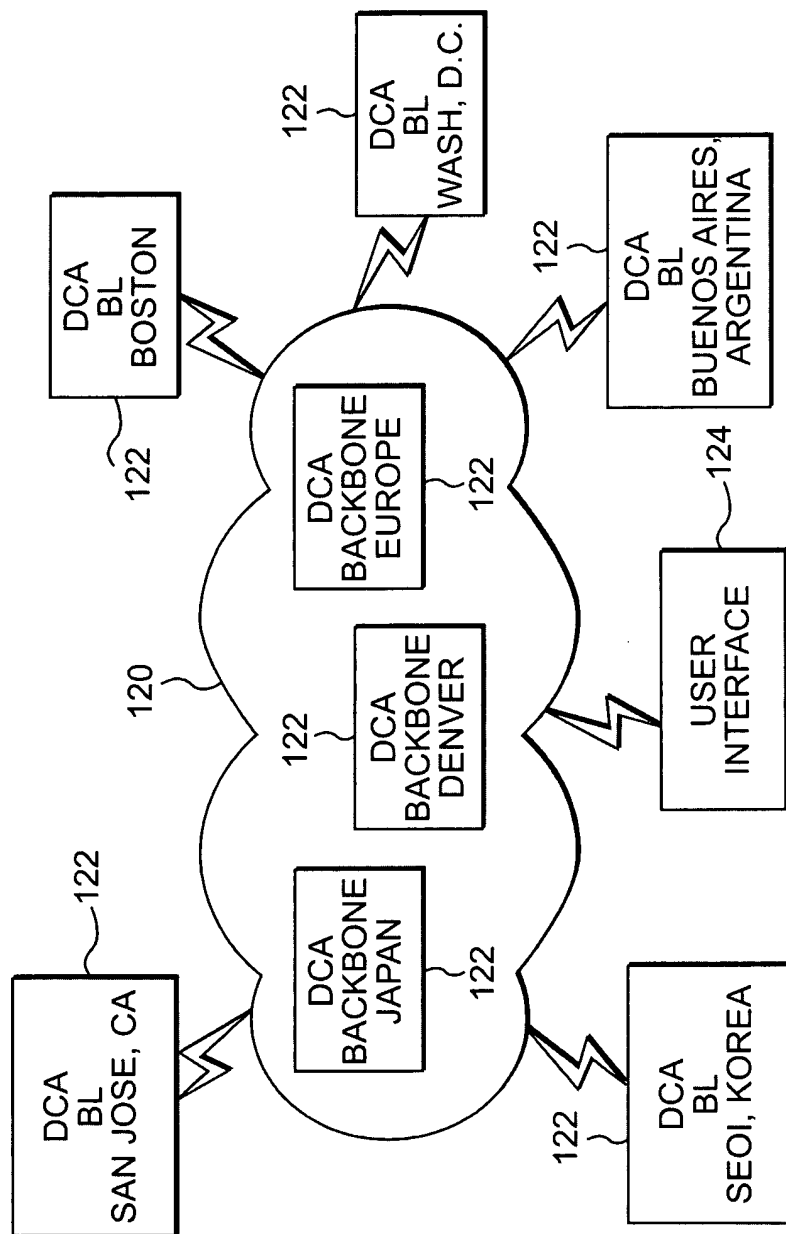 DCA
BL
SAN JOSE, CA
122
DCA
BL
BOSTON
122
DCA
BL
WASH, D.C.
122
120
DCA
BACKBONE
JAPAN
122
DCA
BACKBONE
DENVER
122
DCA
BACKBONE
EUROPE
122
DCA
BL
SEOI, KOREA
122
USER
INTERFACE
124
DCA
BL
BUENOS AIRES,
ARGENTINA
122